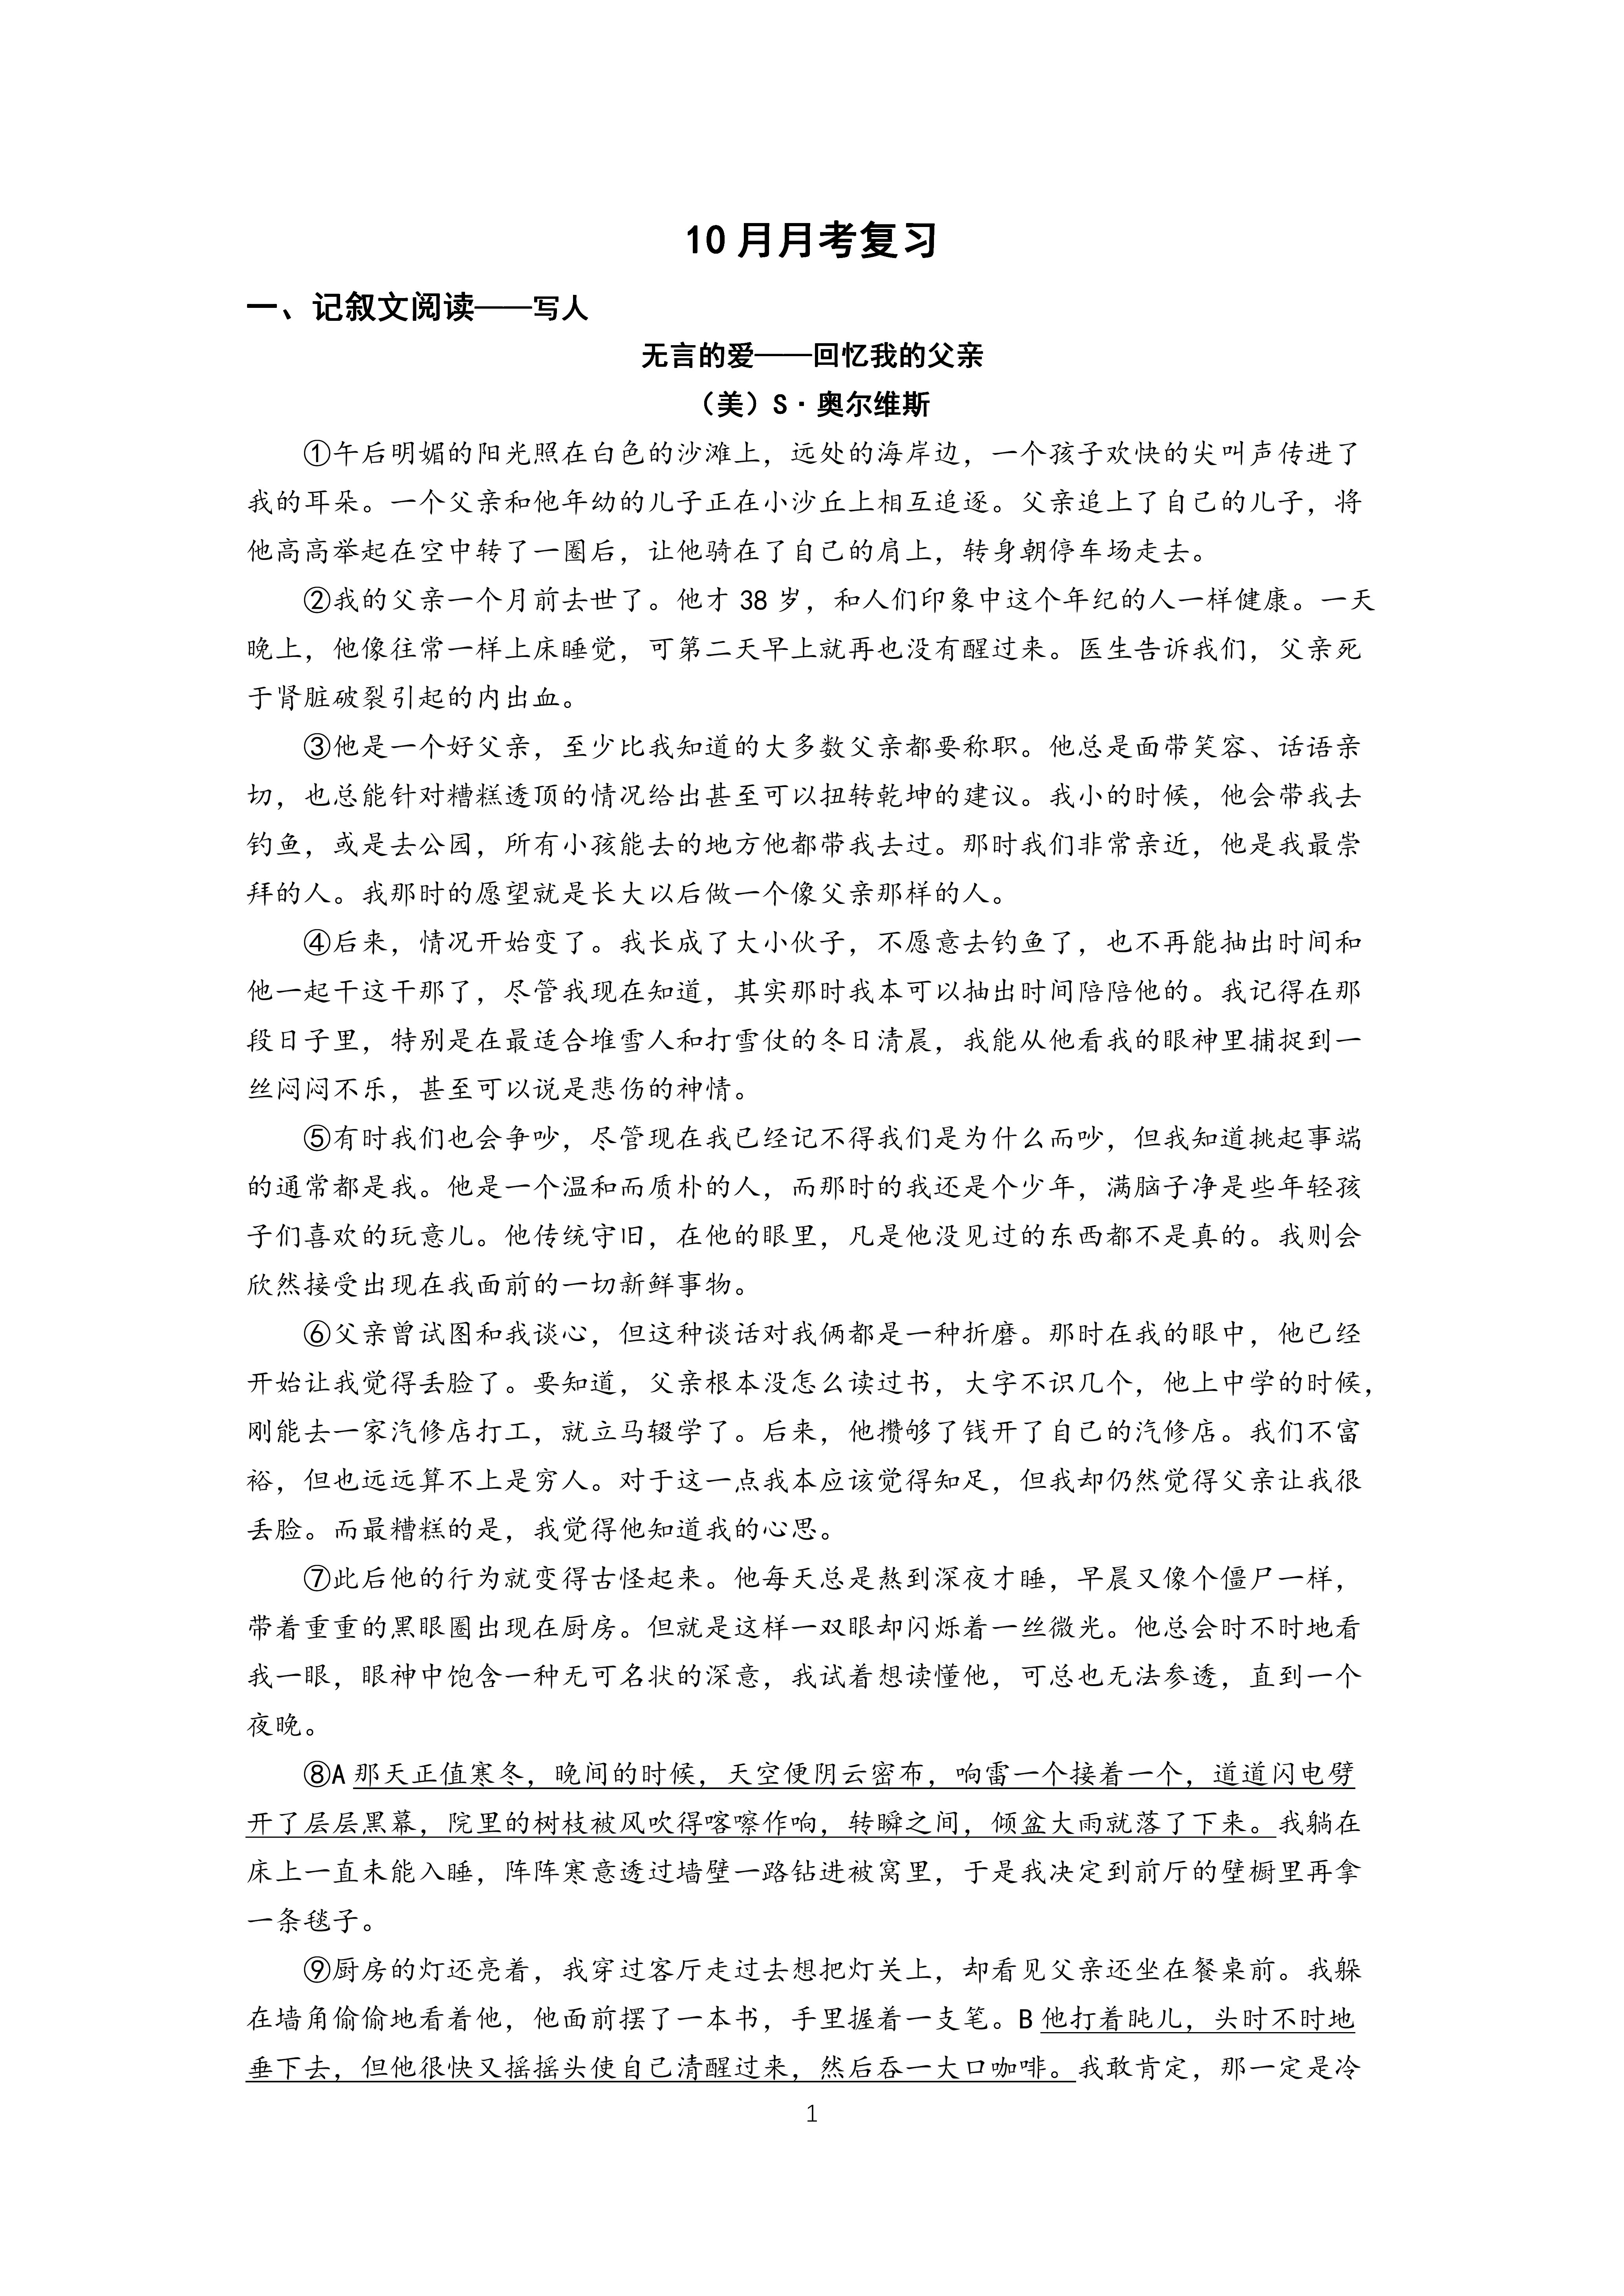 10 月月考复习
一、记叙文阅读——写人
无言的爱——回忆我的父亲
（美）S·奥尔维斯
①午后明媚的阳光照在白色的沙滩上，远处的海岸边，一个孩子欢快的尖叫声传进了
我的耳朵。一个父亲和他年幼的儿子正在小沙丘上相互追逐。父亲追上了自己的儿子，将
他高高举起在空中转了一圈后，让他骑在了自己的肩上，转身朝停车场走去。
②我的父亲一个月前去世了。他才 38 岁，和人们印象中这个年纪的人一样健康。一天
晚上，他像往常一样上床睡觉，可第二天早上就再也没有醒过来。医生告诉我们，父亲死
于肾脏破裂引起的内出血。
③他是一个好父亲，至少比我知道的大多数父亲都要称职。他总是面带笑容、话语亲
切，也总能针对糟糕透顶的情况给出甚至可以扭转乾坤的建议。我小的时候，他会带我去
钓鱼，或是去公园，所有小孩能去的地方他都带我去过。那时我们非常亲近，他是我最崇
拜的人。我那时的愿望就是长大以后做一个像父亲那样的人。
④后来，情况开始变了。我长成了大小伙子，不愿意去钓鱼了，也不再能抽出时间和
他一起干这干那了，尽管我现在知道，其实那时我本可以抽出时间陪陪他的。我记得在那
段日子里，特别是在最适合堆雪人和打雪仗的冬日清晨，我能从他看我的眼神里捕捉到一
丝闷闷不乐，甚至可以说是悲伤的神情。
⑤有时我们也会争吵，尽管现在我已经记不得我们是为什么而吵，但我知道挑起事端
的通常都是我。他是一个温和而质朴的人，而那时的我还是个少年，满脑子净是些年轻孩
子们喜欢的玩意儿。他传统守旧，在他的眼里，凡是他没见过的东西都不是真的。我则会
欣然接受出现在我面前的一切新鲜事物。
⑥父亲曾试图和我谈心，但这种谈话对我俩都是一种折磨。那时在我的眼中，他已经
开始让我觉得丢脸了。要知道，父亲根本没怎么读过书，大字不识几个，他上中学的时候，
刚能去一家汽修店打工，就立马辍学了。后来，他攒够了钱开了自己的汽修店。我们不富
裕，但也远远算不上是穷人。对于这一点我本应该觉得知足，但我却仍然觉得父亲让我很
丢脸。而最糟糕的是，我觉得他知道我的心思。
⑦此后他的行为就变得古怪起来。他每天总是熬到深夜才睡，早晨又像个僵尸一样，
带着重重的黑眼圈出现在厨房。但就是这样一双眼却闪烁着一丝微光。他总会时不时地看
我一眼，眼神中饱含一种无可名状的深意，我试着想读懂他，可总也无法参透，直到一个
夜晚。
⑧A 那天正值寒冬，晚间的时候，天空便阴云密布，响雷一个接着一个，道道闪电劈
开了层层黑幕，院里的树枝被风吹得喀嚓作响，转瞬之间，倾盆大雨就落了下来。我躺在
床上一直未能入睡，阵阵寒意透过墙壁一路钻进被窝里，于是我决定到前厅的壁橱里再拿
一条毯子。
⑨厨房的灯还亮着，我穿过客厅走过去想把灯关上，却看见父亲还坐在餐桌前。我躲
在墙角偷偷地看着他，他面前摆了一本书，手里握着一支笔。B 他打着盹儿，头时不时地
垂下去，但他很快又摇摇头使自己清醒过来，然后吞一大口咖啡。我敢肯定，那一定是冷
1